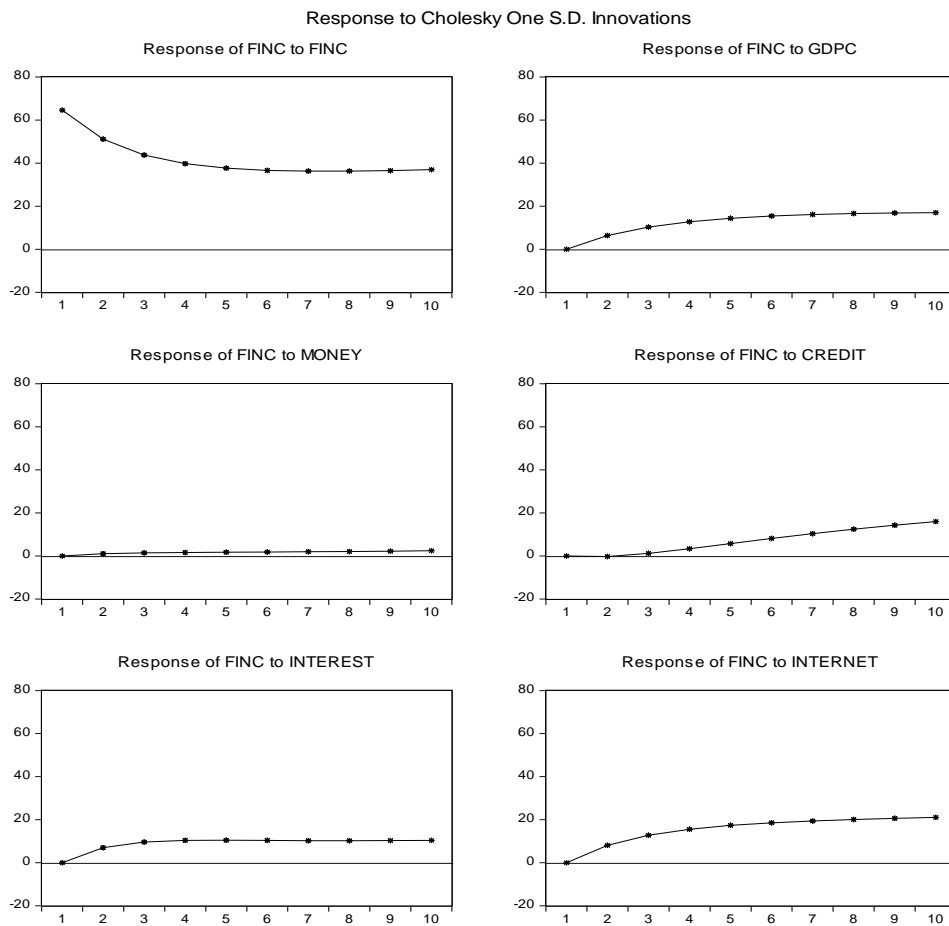 Response to Cholesky One S.D. Innovations
Response of FINC to FINC
80
60
40
20
0
-20
1 2 3 4 5 6 7 8 9 10
Response of FINC to GDPC
80
60
40
20
0
-20
1 2 3 4 5 6 7 8 9 10
Response of FINC to MONEY
80
60
40
20
0
-20
1 2 3 4 5 6 7 8 9 10
Response of FINC to CREDIT
80
60
40
20
0
-20
1 2 3 4 5 6 7 8 9 10
Response of FINC to INTEREST
80
60
40
20
0
-20
1 2 3 4 5 6 7 8 9 10
Response of FINC to INTERNET
80
60
40
20
0
-20
1 2 3 4 5 6 7 8 9 10